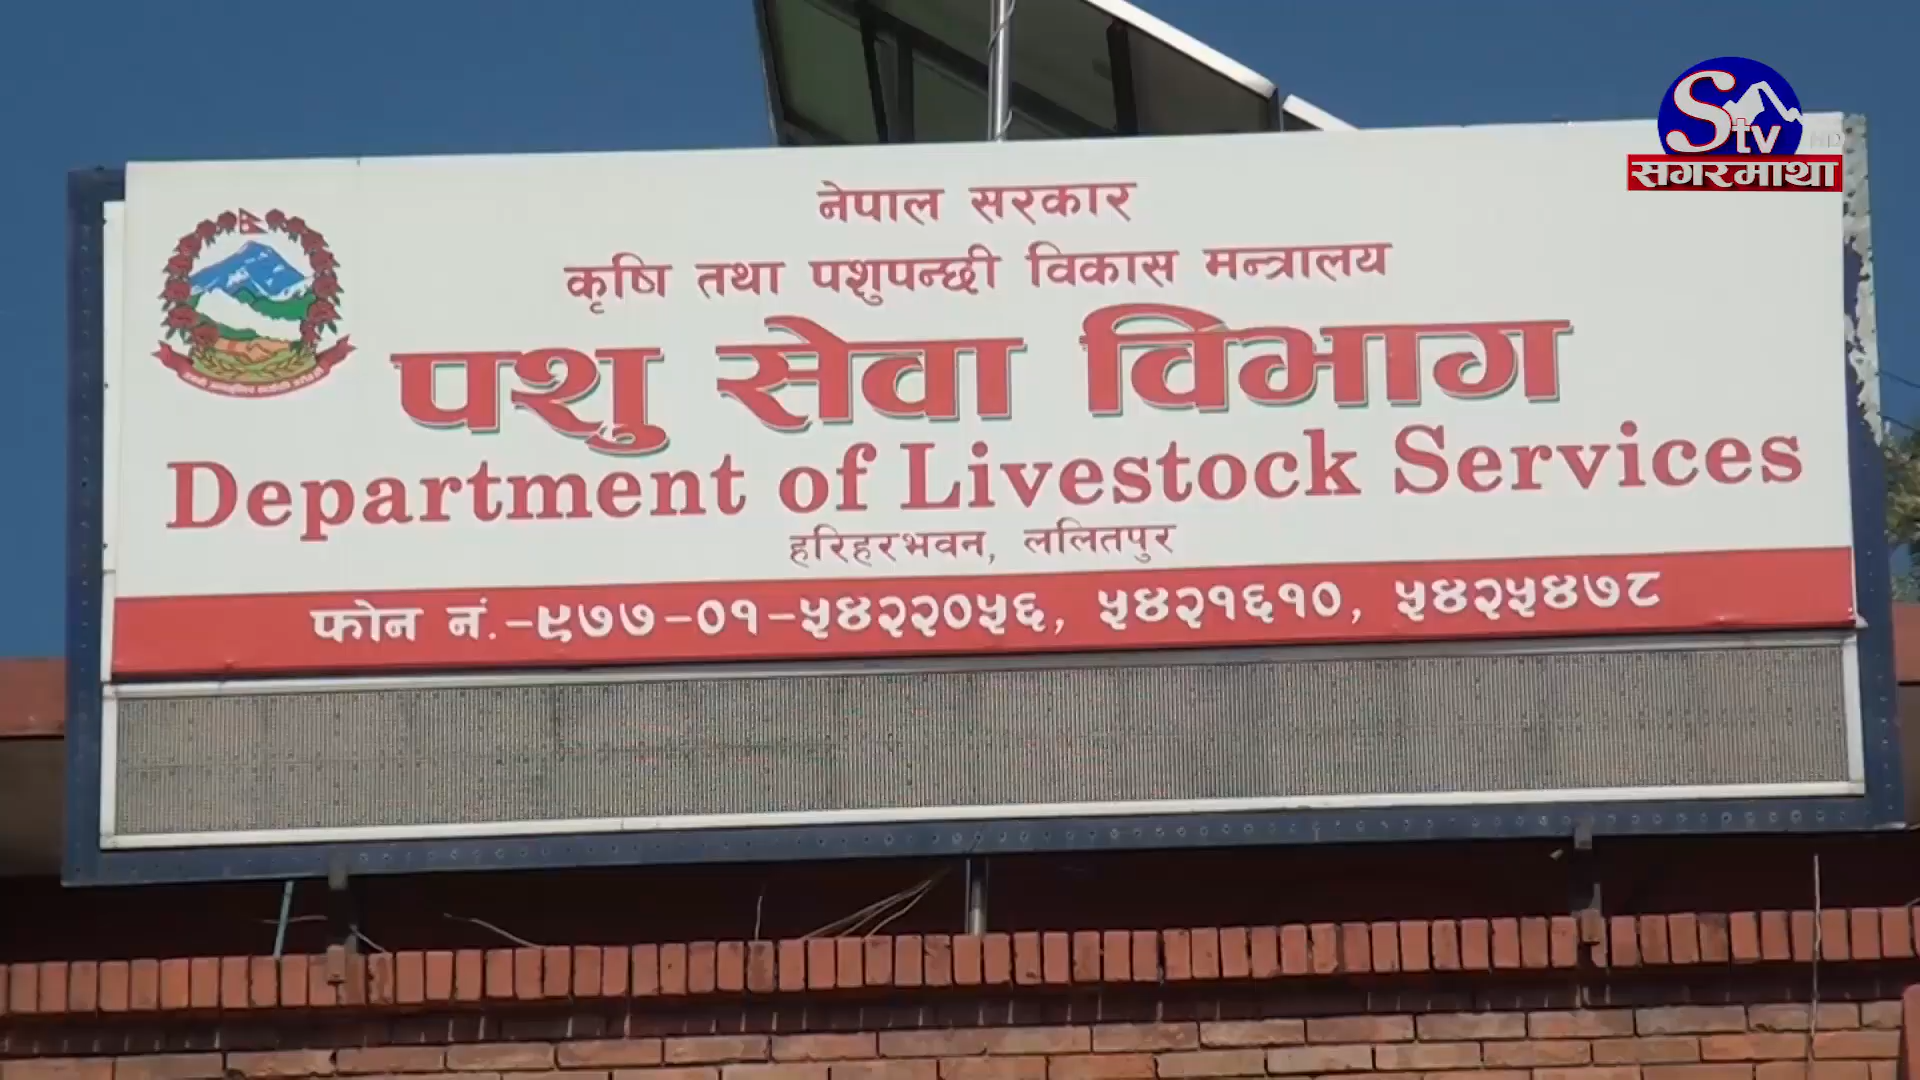 Stv HD
सगरमाथा
नेपाल सरकार
कृषि तथा पशुपन्छी विकास मन्त्रालय
पशु सेवा विभाग
Department of Livestock Services
हरिहरभवन, ललितपुर
फोन नं.-९७७-०१-५४२२०५६, ५४२१६१०, ५४२५४७८